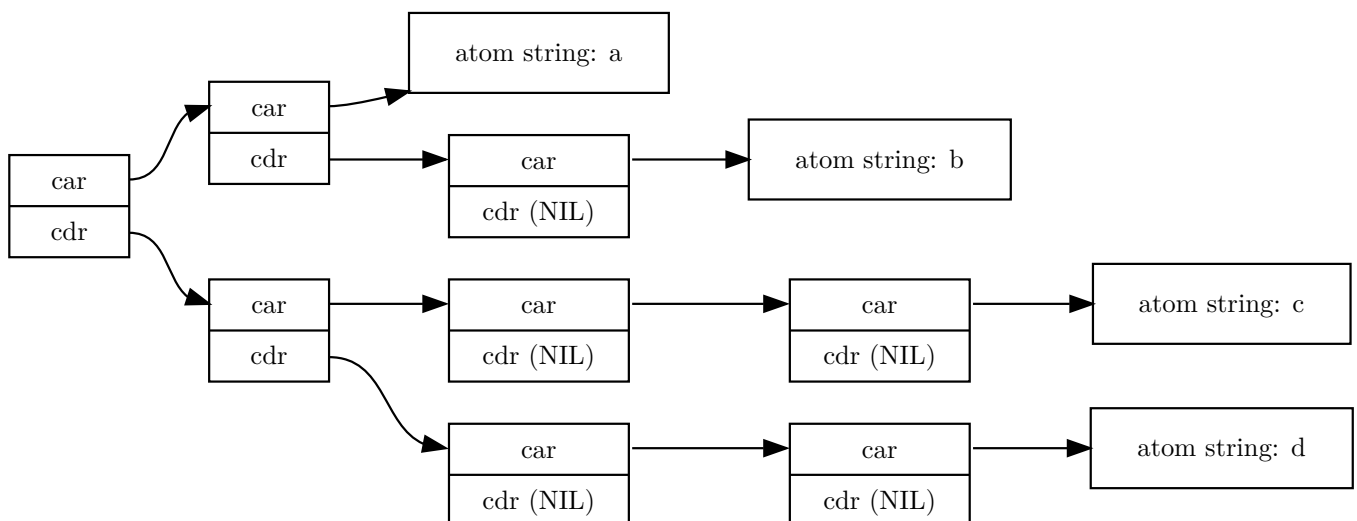 atom string: a
car
cdr
car
atom string: b
cdr (NIL)
car
cdr
car
cdr
car
cdr (NIL)
car
cdr (NIL)
atom string: c
car
cdr (NIL)
car
cdr (NIL)
atom string: d